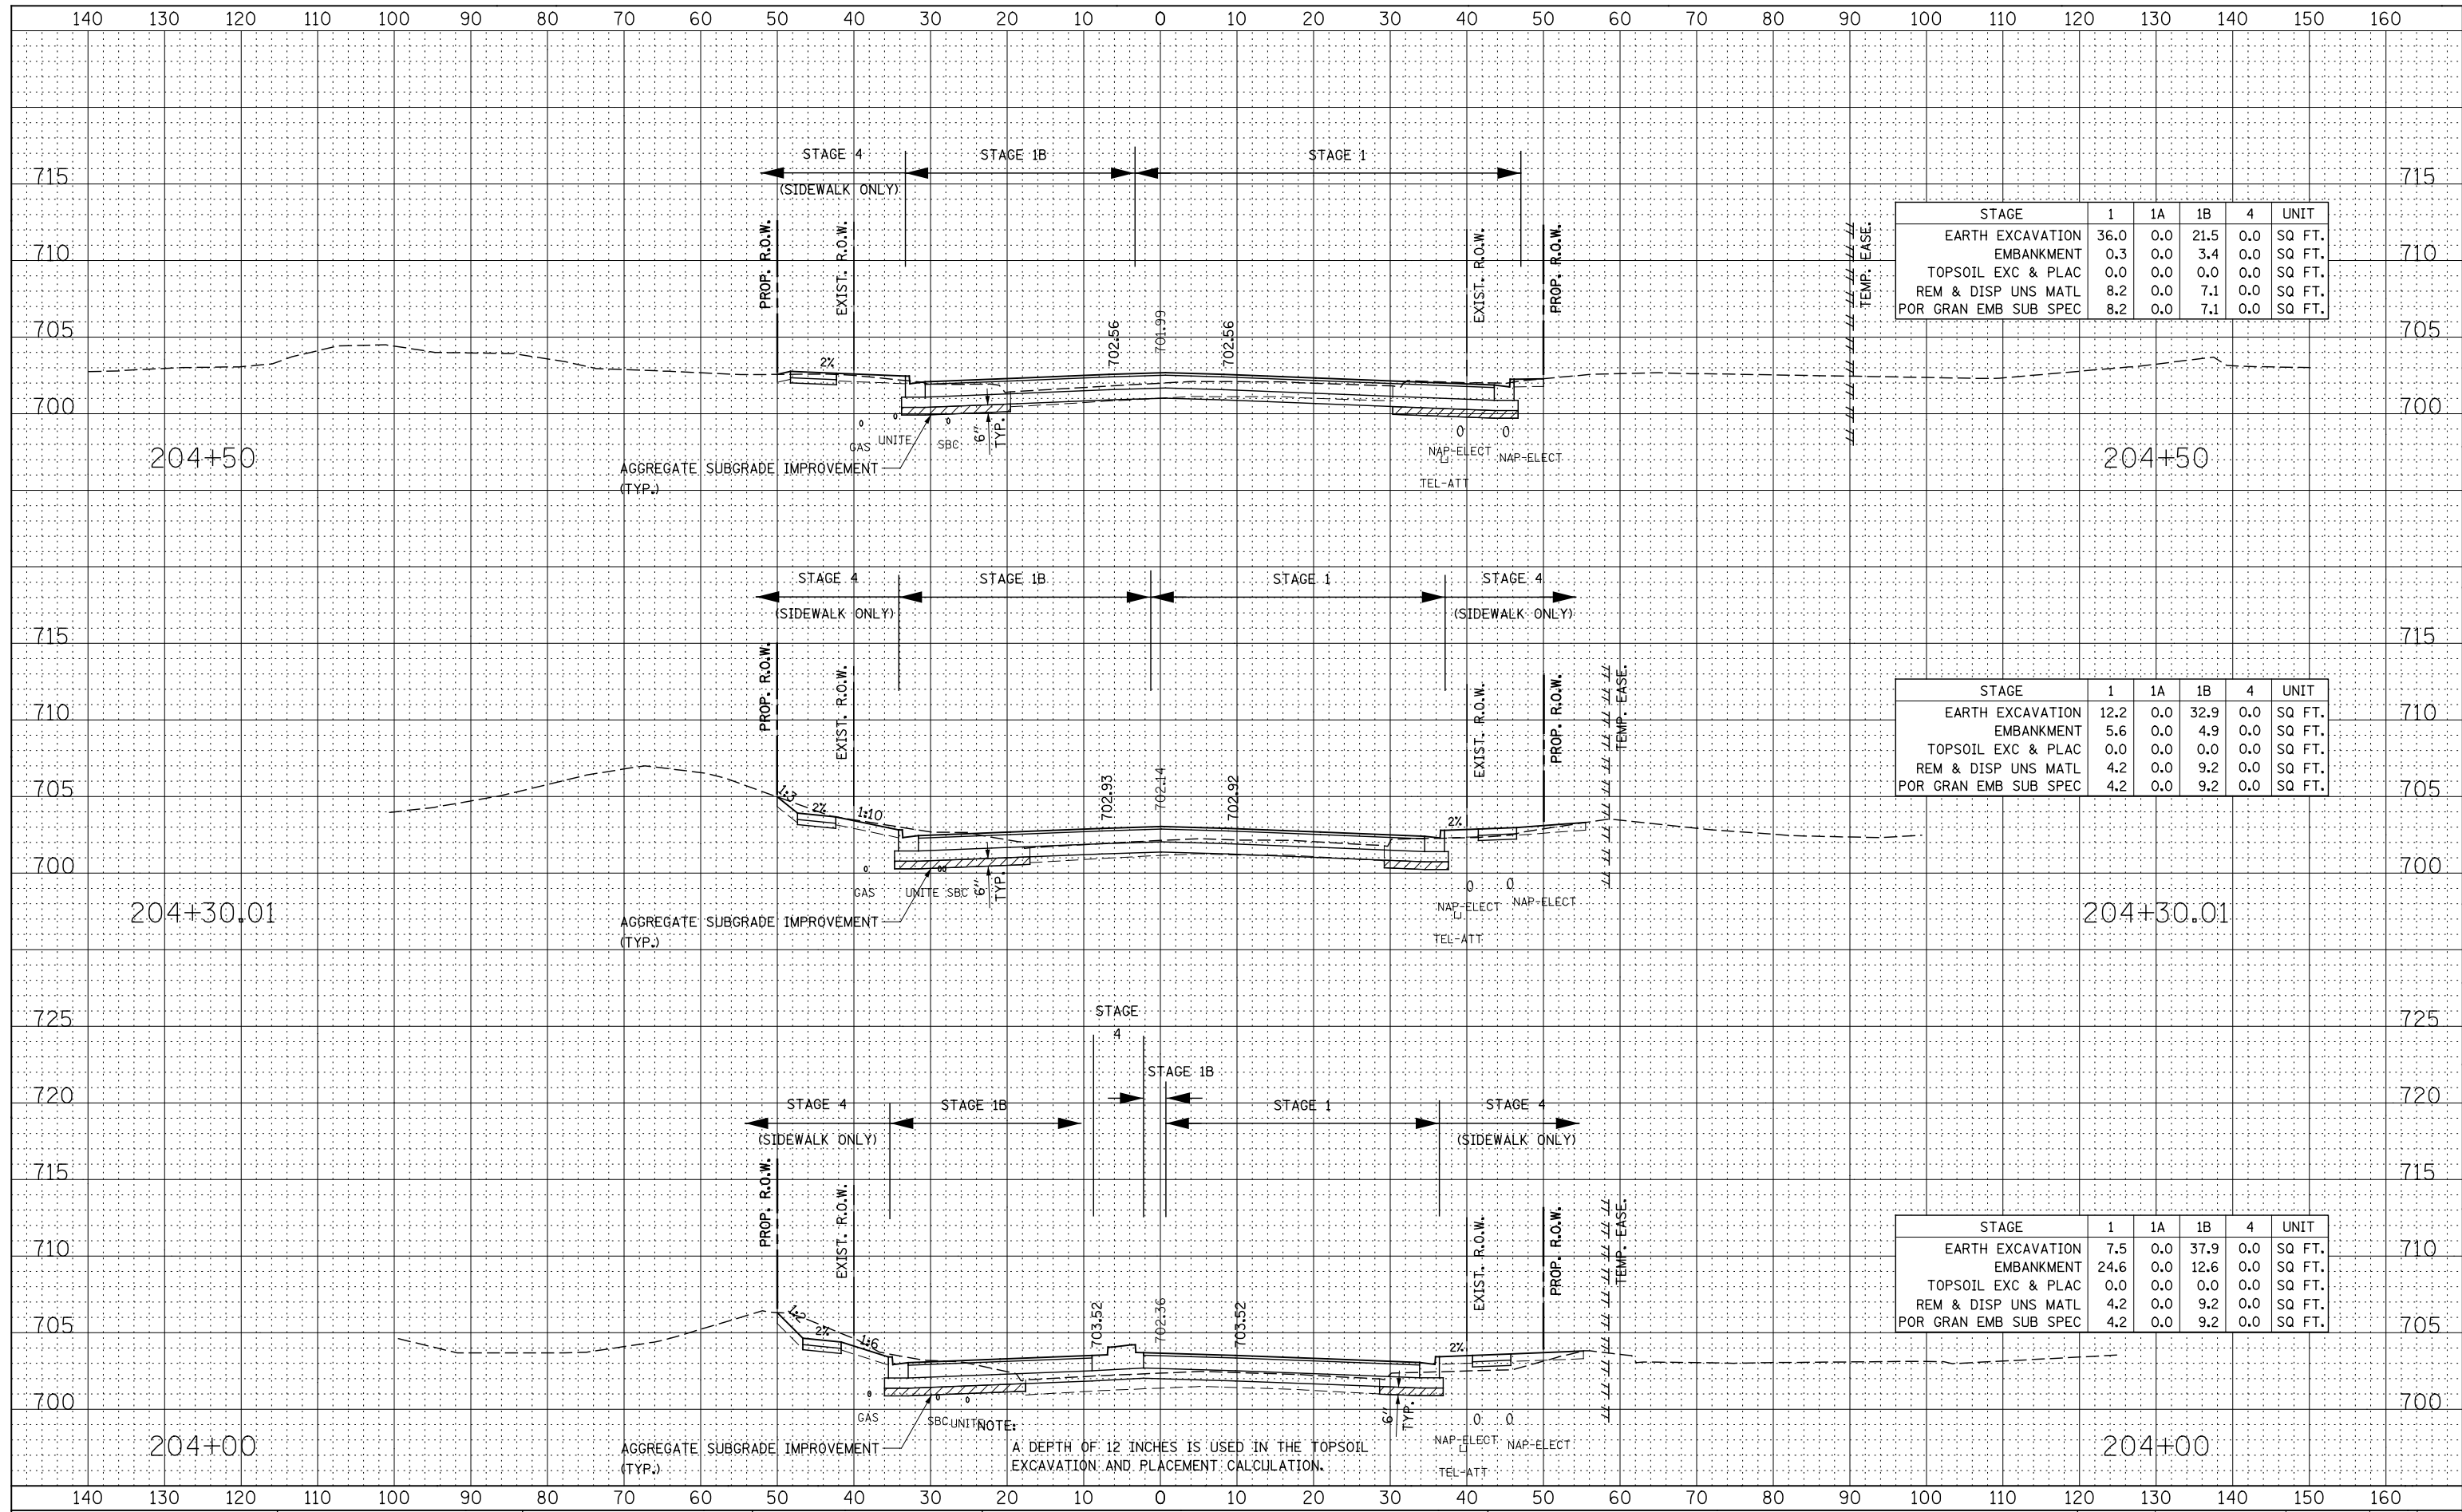 140 130 120 110 100 90 80 70 60 50 40 30 20 10 0 10 20 30 40 50 60 70 80 90 100 110 120 130 140 150 160
STAGE 4
STAGE 1B
STAGE 1
(SIDEWALK ONLY)
715
715
PROP. R.O.W.
EXIST. R.O.W.
EXIST. R.O.W.
PROP. R.O.W.
TEMP. EASE.
STAGE 1 1A 1B 4 UNIT
EARTH EXCAVATION 36.0 0.0 21.5 0.0 SQ FT.
EMBANKMENT 0.3 0.0 3.4 0.0 SQ FT.
TOPSOIL EXC & PLAC 0.0 0.0 0.0 0.0 SQ FT.
REM & DISP UNS MATL 8.2 0.0 7.1 0.0 SQ FT.
POR GRAN EMB SUB SPEC 8.2 0.0 7.1 0.0 SQ FT.
710
710
705
705
702.56
701.99
702.56
2%
700
700
GAS
UNITE
SBC
6"
TYP.
NAP-ELECT
NAP-ELECT
TEL-ATT
204+50
204+50
AGGREGATE SUBGRADE IMPROVEMENT
(TYP.)
STAGE 4
STAGE 1B
STAGE 1
STAGE 4
(SIDEWALK ONLY)
(SIDEWALK ONLY)
715
715
PROP. R.O.W.
EXIST. R.O.W.
EXIST. R.O.W.
PROP. R.O.W.
TEMP. EASE.
STAGE 1 1A 1B 4 UNIT
EARTH EXCAVATION 12.2 0.0 32.9 0.0 SQ FT.
EMBANKMENT 5.6 0.0 4.9 0.0 SQ FT.
TOPSOIL EXC & PLAC 0.0 0.0 0.0 0.0 SQ FT.
REM & DISP UNS MATL 4.2 0.0 9.2 0.0 SQ FT.
POR GRAN EMB SUB SPEC 4.2 0.0 9.2 0.0 SQ FT.
710
710
705
705
702.93
702.14
702.92
1:3
2%
1:10
2%
700
700
GAS
UNITE SBC
6"
TYP.
NAP-ELECT
NAP-ELECT
TEL-ATT
204+30.01
204+30.01
AGGREGATE SUBGRADE IMPROVEMENT
(TYP.)
725
725
STAGE
4
STAGE 1B
720
720
STAGE 4
STAGE 1B
STAGE 1
STAGE 4
(SIDEWALK ONLY)
(SIDEWALK ONLY)
715
715
PROP. R.O.W.
EXIST. R.O.W.
EXIST. R.O.W.
PROP. R.O.W.
TEMP. EASE.
STAGE 1 1A 1B 4 UNIT
EARTH EXCAVATION 7.5 0.0 37.9 0.0 SQ FT.
EMBANKMENT 24.6 0.0 12.6 0.0 SQ FT.
TOPSOIL EXC & PLAC 0.0 0.0 0.0 0.0 SQ FT.
REM & DISP UNS MATL 4.2 0.0 9.2 0.0 SQ FT.
POR GRAN EMB SUB SPEC 4.2 0.0 9.2 0.0 SQ FT.
710
710
705
705
703.52
702.36
703.52
1:2
2%
1:6
2%
700
700
GAS
SBC
UNITE
6"
TYP.
NAP-ELECT
NAP-ELECT
TEL-ATT
204+00
204+00
AGGREGATE SUBGRADE IMPROVEMENT
(TYP.)
NOTE:
A DEPTH OF 12 INCHES IS USED IN THE TOPSOIL
EXCAVATION AND PLACEMENT CALCULATION.
140 130 120 110 100 90 80 70 60 50 40 30 20 10 0 10 20 30 40 50 60 70 80 90 100 110 120 130 140 150 160